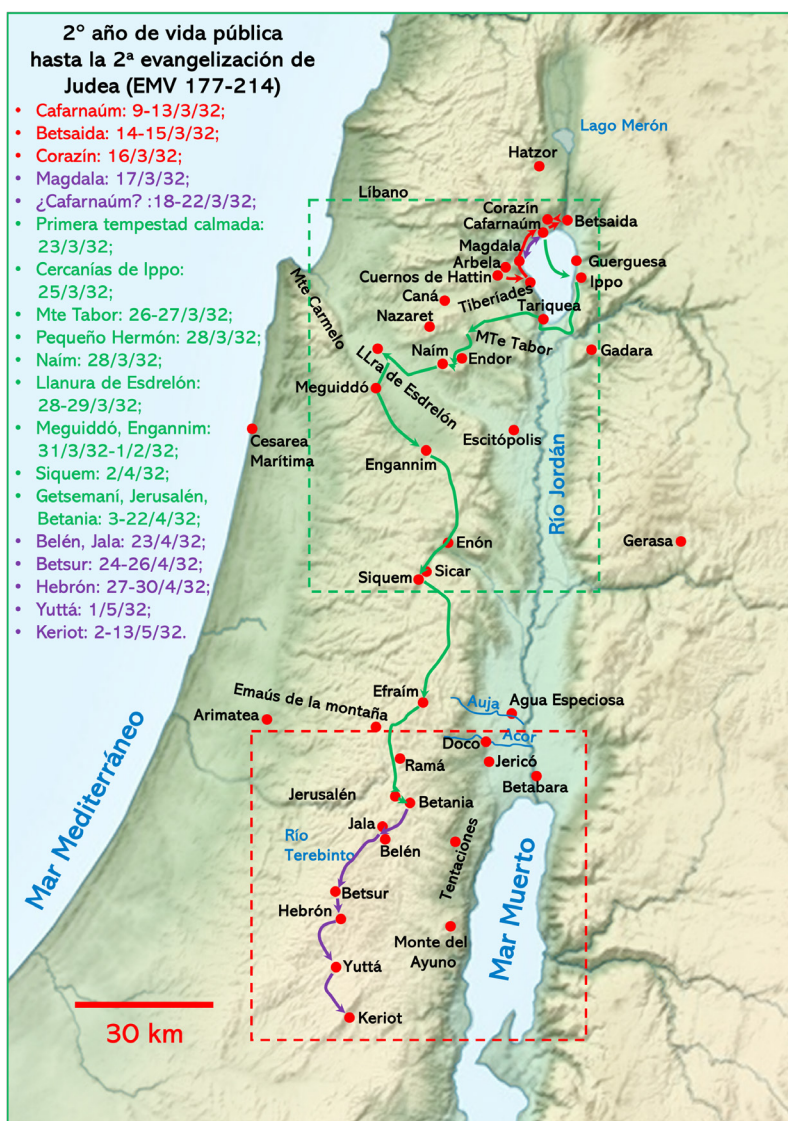 2º año de vida pública
hasta la 2ª evangelización de
Judea (EMV 177-214)
• Cafarnaúm: 9-13/3/32;
• Betsaida: 14-15/3/32;
• Corazín: 16/3/32;
• Magdala: 17/3/32;
• ¿Cafarnaúm? :18-22/3/32;
• Primera tempestad calmada:
23/3/32;
• Cercanías de Ippo:
25/3/32;
• Mte Tabor: 26-27/3/32;
• Pequeño Hermón: 28/3/32;
• Naím: 28/3/32;
• Llanura de Esdrelón:
28-29/3/32;
• Meguiddó, Engannim:
31/3/32-1/2/32;
• Siquem: 2/4/32;
• Getsemaní, Jerusalén,
Betania: 3-22/4/32;
• Belén, Jala: 23/4/32;
• Betsur: 24-26/4/32;
• Hebrón: 27-30/4/32;
• Yuttá: 1/5/32;
• Keriot: 2-13/5/32.
Lago Merón
Hatzor
Líbano
Corazín
Cafarnaúm
Betsaida
Magdala
Arbela
Guerguesa
Cuernos de Hattin
Ippo
Mte Carmelo
Caná
Tiberíades
Tariquea
Nazaret
MTe Tabor
Naím
Endor
Gadara
LLra de Esdrelón
Meguiddó
Cesarea
Marítima
Escitópolis
Engannim
Río Jordán
Enón
Gerasa
Sicar
Siquem
Efraím
Emaús de la montaña
Auja
Agua Especiosa
Arimatea
Doco
Acor
Ramá
Jericó
Betabara
Jerusalén
Betania
Mar Mediterráneo
Jala
Río
Terebinto
Belén
Tentaciones
Betsur
Hebrón
Monte del
Ayuno
Mar Muerto
Yuttá
Keriot
30 km